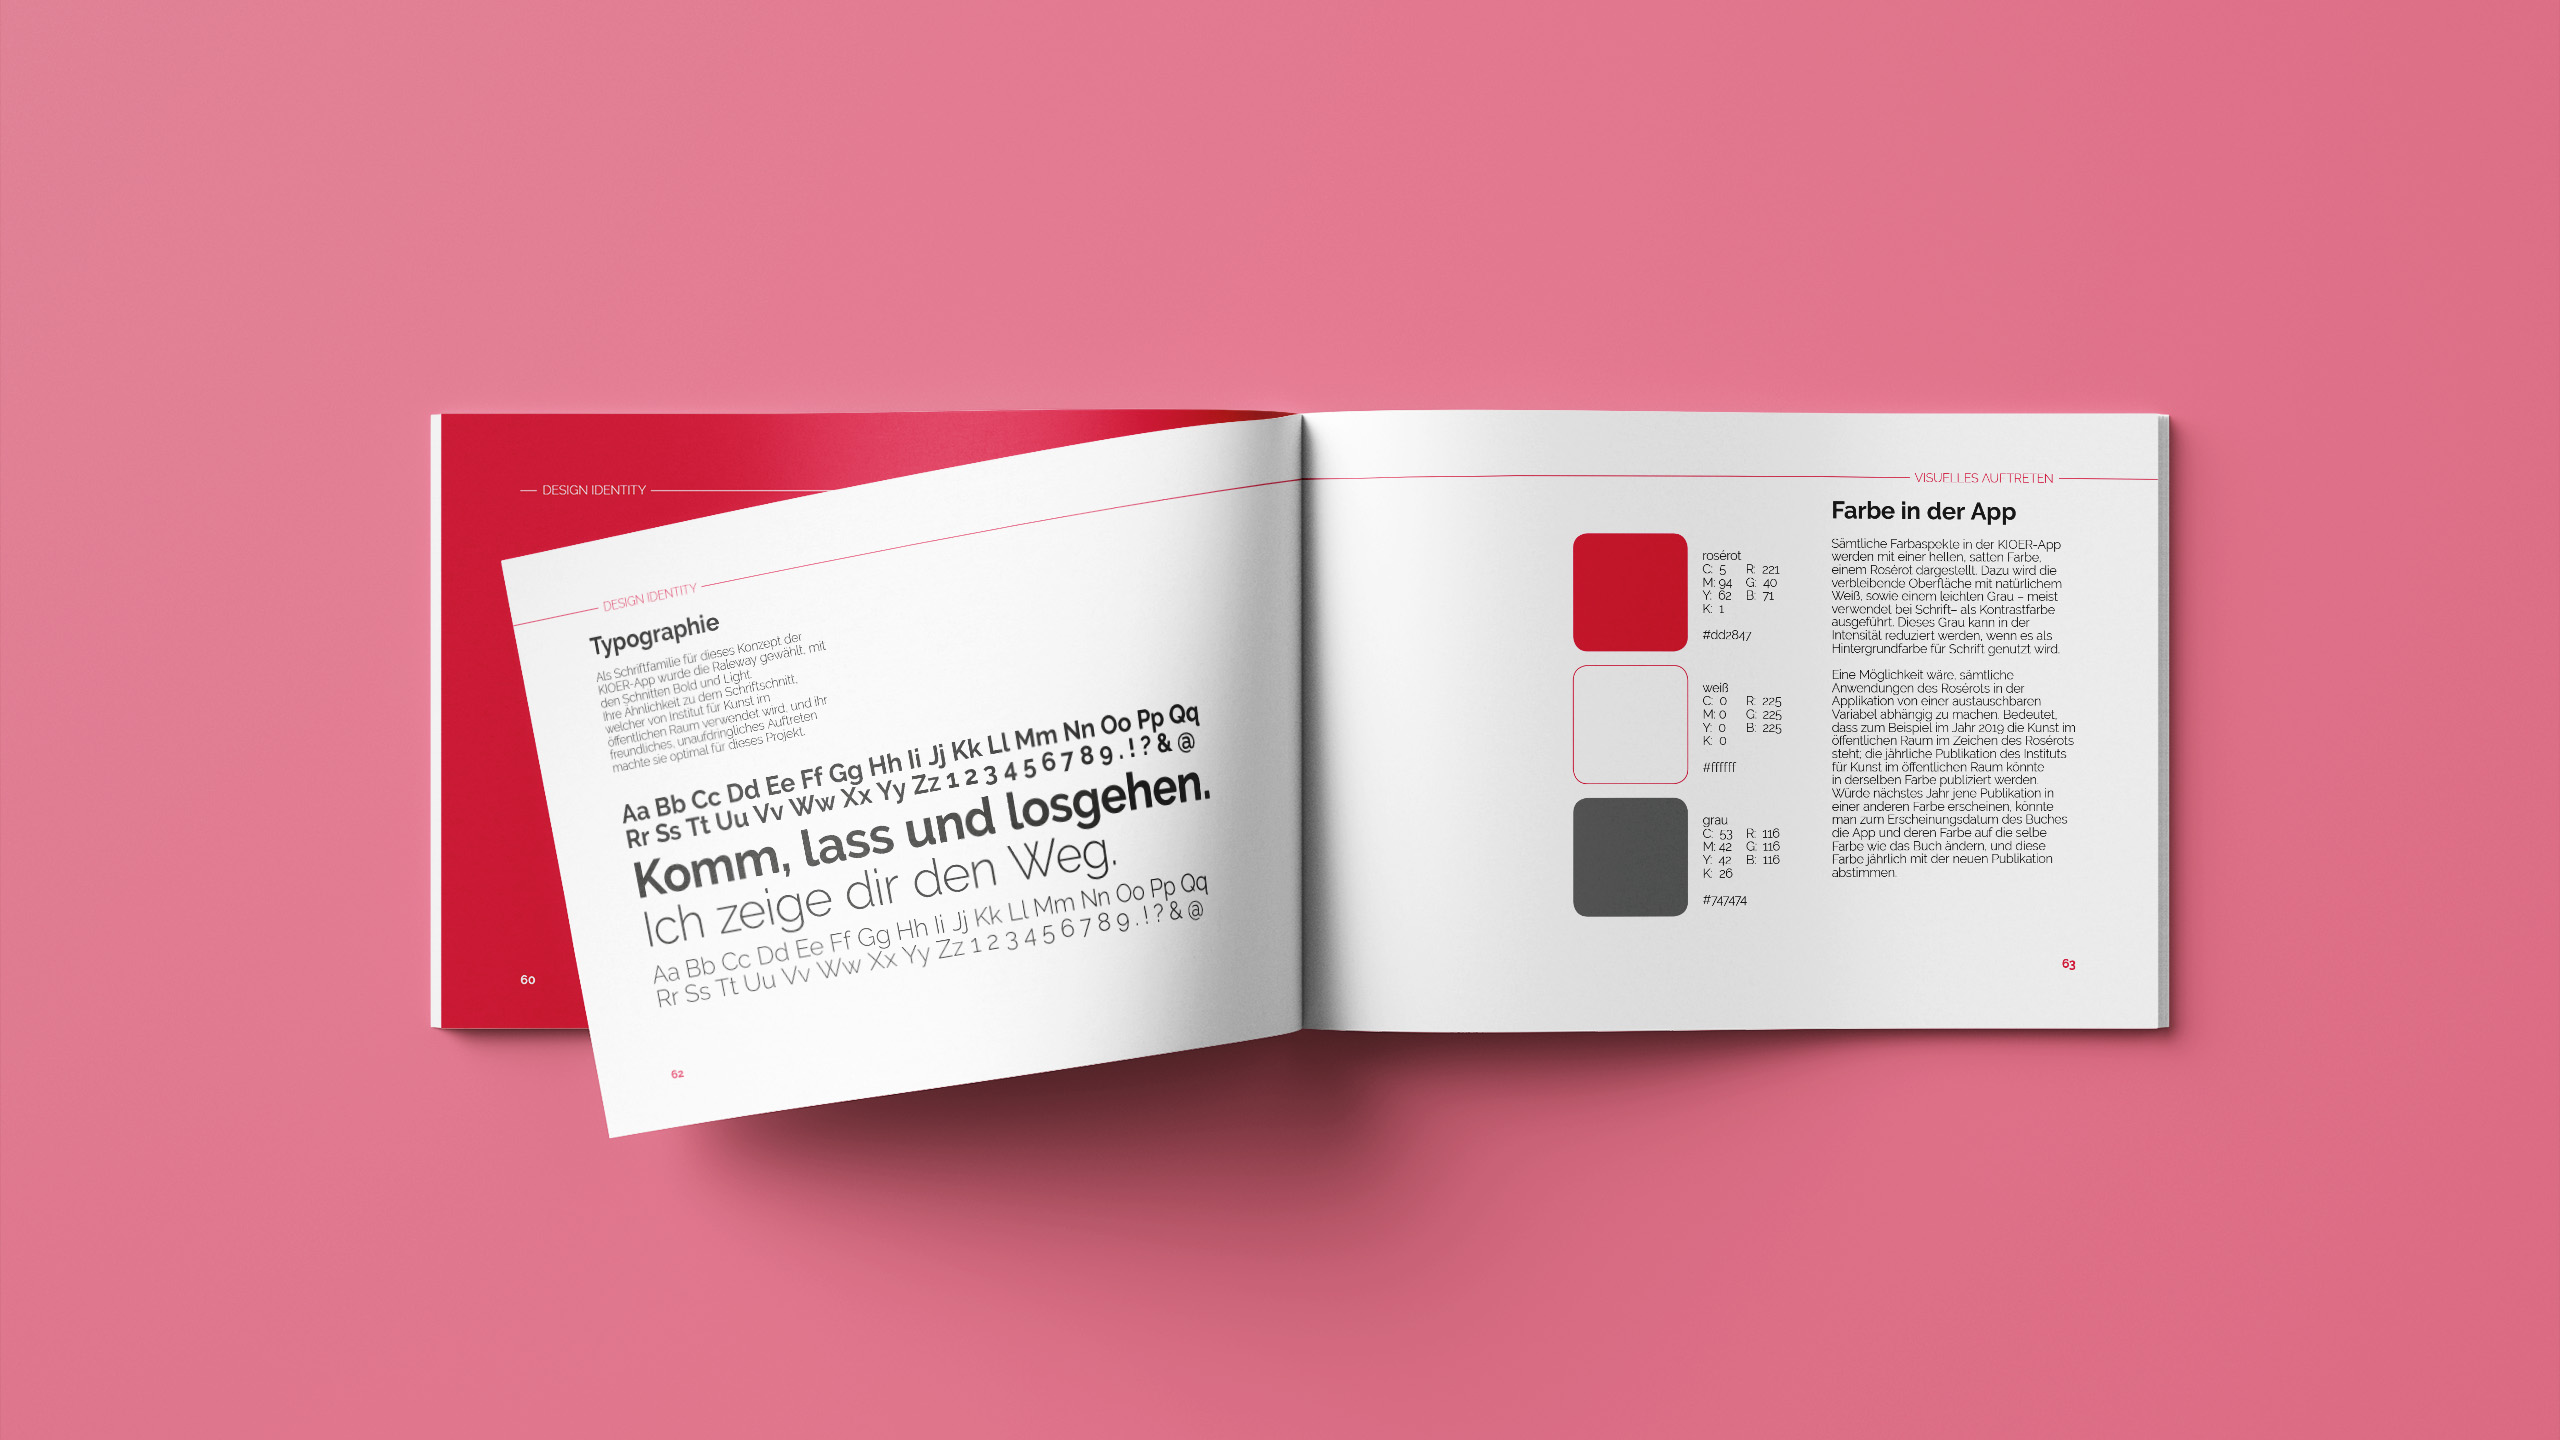 DESIGN IDENTITY
60
DESIGN IDENTITY
Typographie
Als Schriftfamilie für dieses Konzept der
KIOER-App wurde die Raleway gewählt, mit
den Schnitten Bold und Light.
Ihre Ähnlichkeit zu dem Schriftschnitt,
welcher von Institut für Kunst im
öffentlichen Raum verwendet wird, und ihr
freundliches, unaufdringliches Auftreten
machte sie optimal für dieses Projekt.
Aa Bb Cc Dd Ee Ff Gg Hh Ii Jj Kk Ll Mm Nn Oo Pp Qq
Rr Ss Tt Uu Vv Ww Xx Yy Zz 1 2 3 4 5 6 7 8 9 . ! ? & @
Komm, lass und losgehen.
Ich zeige dir den Weg.
Aa Bb Cc Dd Ee Ff Gg Hh Ii Jj Kk Ll Mm Nn Oo Pp Qq
Rr Ss Tt Uu Vv Ww Xx Yy Zz 1 2 3 4 5 6 7 8 9 . ! ? & @
62
VISUELLES AUFTRETEN
rosérot
C: 5 R: 221
M: 94 G: 40
Y: 62 B: 71
K: 1
#dd2847
weiß
C: 0 R: 225
M: 0 G: 225
Y: 0 B: 225
K: 0
#ffffff
grau
C: 53 R: 116
M: 42 G: 116
Y: 42 B: 116
K: 26
#747474
Farbe in der App
Sämtliche Farbaspekte in der KIOER-App
werden mit einer hellen, satten Farbe,
einem Rosérot dargestellt. Dazu wird die
verbleibende Oberfläche mit natürlichem
Weiß, sowie einem leichten Grau – meist
verwendet bei Schrift– als Kontrastfarbe
ausgeführt. Dieses Grau kann in der
Intensität reduziert werden, wenn es als
Hintergrundfarbe für Schrift genutzt wird.
Eine Möglichkeit wäre, sämtliche
Anwendungen des Rosérots in der
Applikation von einer austauschbaren
Variabel abhängig zu machen. Bedeutet,
dass zum Beispiel im Jahr 2019 die Kunst im
öffentlichen Raum im Zeichen des Rosérots
steht; die jährliche Publikation des Instituts
für Kunst im öffentlichen Raum könnte
in derselben Farbe publiziert werden.
Würde nächstes Jahr jene Publikation in
einer anderen Farbe erscheinen, könnte
man zum Erscheinungsdatum des Buches
die App und deren Farbe auf die selbe
Farbe wie das Buch ändern, und diese
Farbe jährlich mit der neuen Publikation
abstimmen.
63